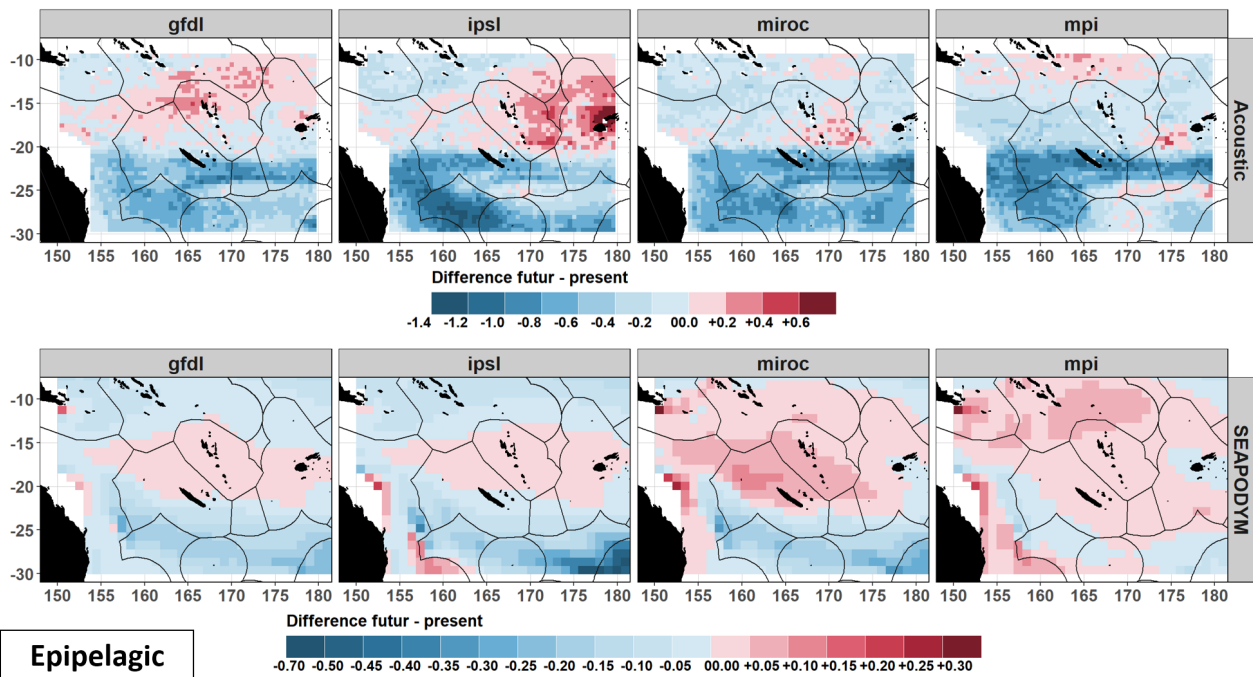 gfdl ipsl miroc mpi
-10
-15
-20
-25
-30
Acoustic
150 155 160 165 170 175 180 150 155 160 165 170 175 180 150 155 160 165 170 175 180 150 155 160 165 170 175 180
Difference futur - present
-1.4 -1.2 -1.0 -0.8 -0.6 -0.4 -0.2 00.0 +0.2 +0.4 +0.6
gfdl ipsl miroc mpi
-10
-15
-20
-25
-30
SEAPODYM
150 155 160 165 170 175 180 150 155 160 165 170 175 180 150 155 160 165 170 175 180 150 155 160 165 170 175 180
Difference futur - present
-0.70 -0.50 -0.45 -0.40 -0.35 -0.30 -0.25 -0.20 -0.15 -0.10 -0.05 0.00 +0.05 +0.10 +0.15 +0.20 +0.25 +0.30
Epipelagic